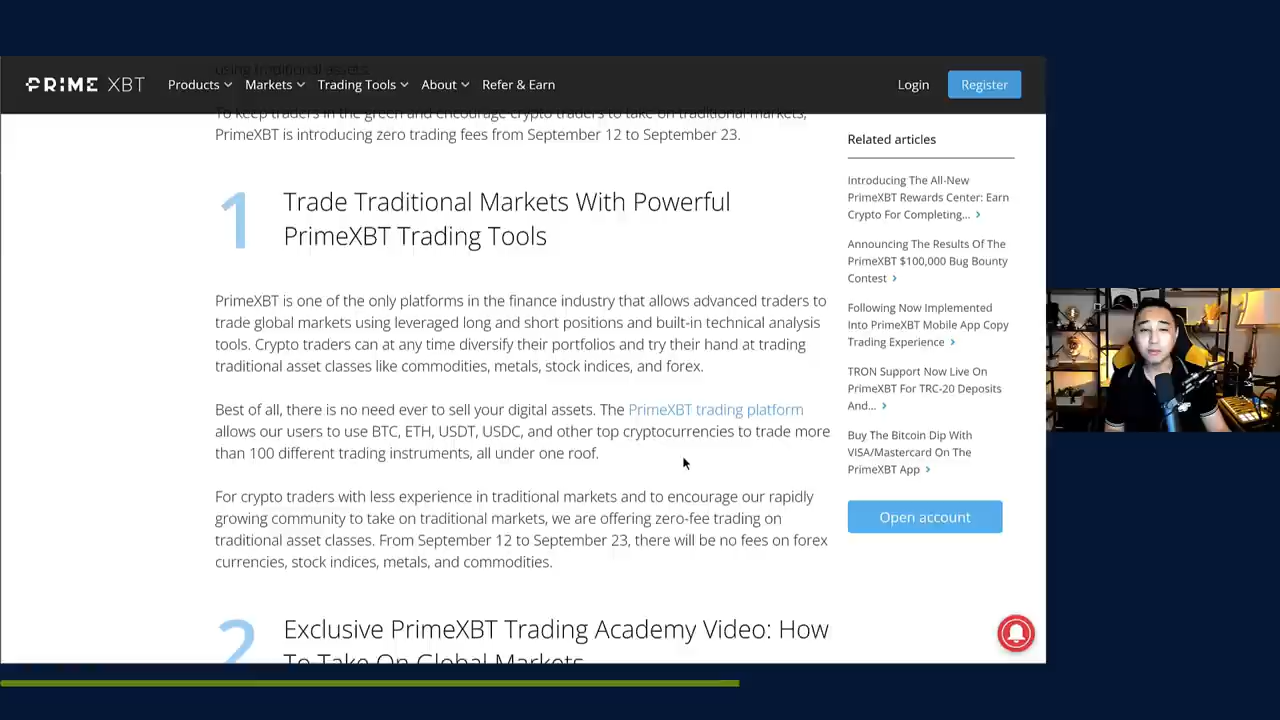 PRIME XBT
Products
Markets
Trading Tools
About
Refer & Earn
Login
Register
using traditional assets.
To keep traders in the green and encourage crypto traders to take on traditional markets,
PrimeXBT is introducing zero trading fees from September 12 to September 23.
1
Trade Traditional Markets With Powerful
PrimeXBT Trading Tools
PrimeXBT is one of the only platforms in the finance industry that allows advanced traders to
trade global markets using leveraged long and short positions and built-in technical analysis
tools. Crypto traders can at any time diversify their portfolios and try their hand at trading
traditional asset classes like commodities, metals, stock indices, and forex.
Best of all, there is no need ever to sell your digital assets. The PrimeXBT trading platform
allows our users to use BTC, ETH, USDT, USDC, and other top cryptocurrencies to trade more
than 100 different trading instruments, all under one roof.
For crypto traders with less experience in traditional markets and to encourage our rapidly
growing community to take on traditional markets, we are offering zero-fee trading on
traditional asset classes. From September 12 to September 23, there will be no fees on forex
currencies, stock indices, metals, and commodities.
2
Exclusive PrimeXBT Trading Academy Video: How
To Take On Global Markets
Related articles
Introducing The All-New
PrimeXBT Rewards Center: Earn
Crypto For Completing...
Announcing The Results Of The
PrimeXBT $100,000 Bug Bounty
Contest
Following Now Implemented
Into PrimeXBT Mobile App Copy
Trading Experience
TRON Support Now Live On
PrimeXBT For TRC-20 Deposits
And...
Buy The Bitcoin Dip With
VISA/Mastercard On The
PrimeXBT App
Open account